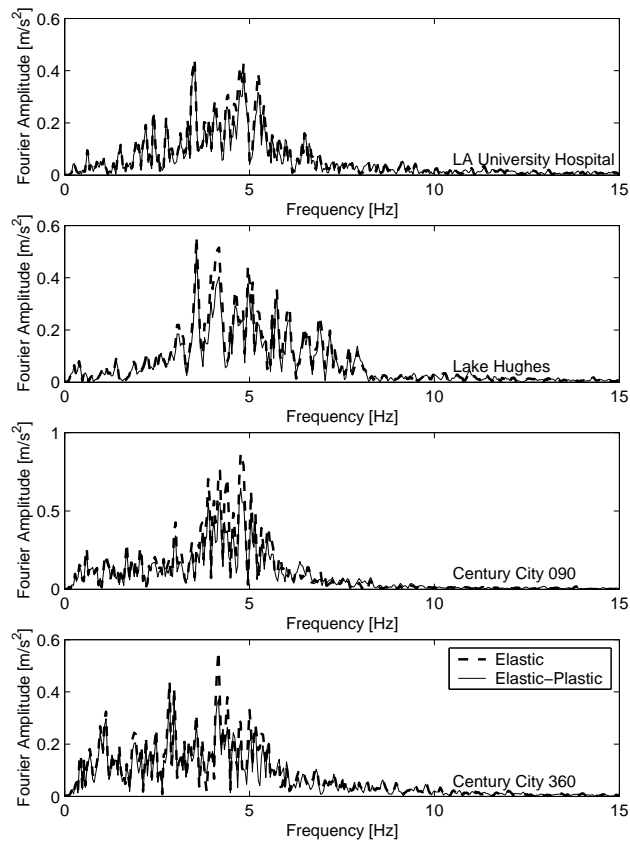 0.6
0.4
0.2
0
Fourier Amplitude [m/s²]
LA University Hospital
0 5 10 15
Frequency [Hz]
0.6
0.4
0.2
0
Fourier Amplitude [m/s²]
Lake Hughes
0 5 10 15
Frequency [Hz]
1
0.5
0
Fourier Amplitude [m/s²]
Century City 090
0 5 10 15
Frequency [Hz]
0.6
0.4
0.2
0
Fourier Amplitude [m/s²]
Elastic
Elastic−Plastic
Century City 360
0 5 10 15
Frequency [Hz]